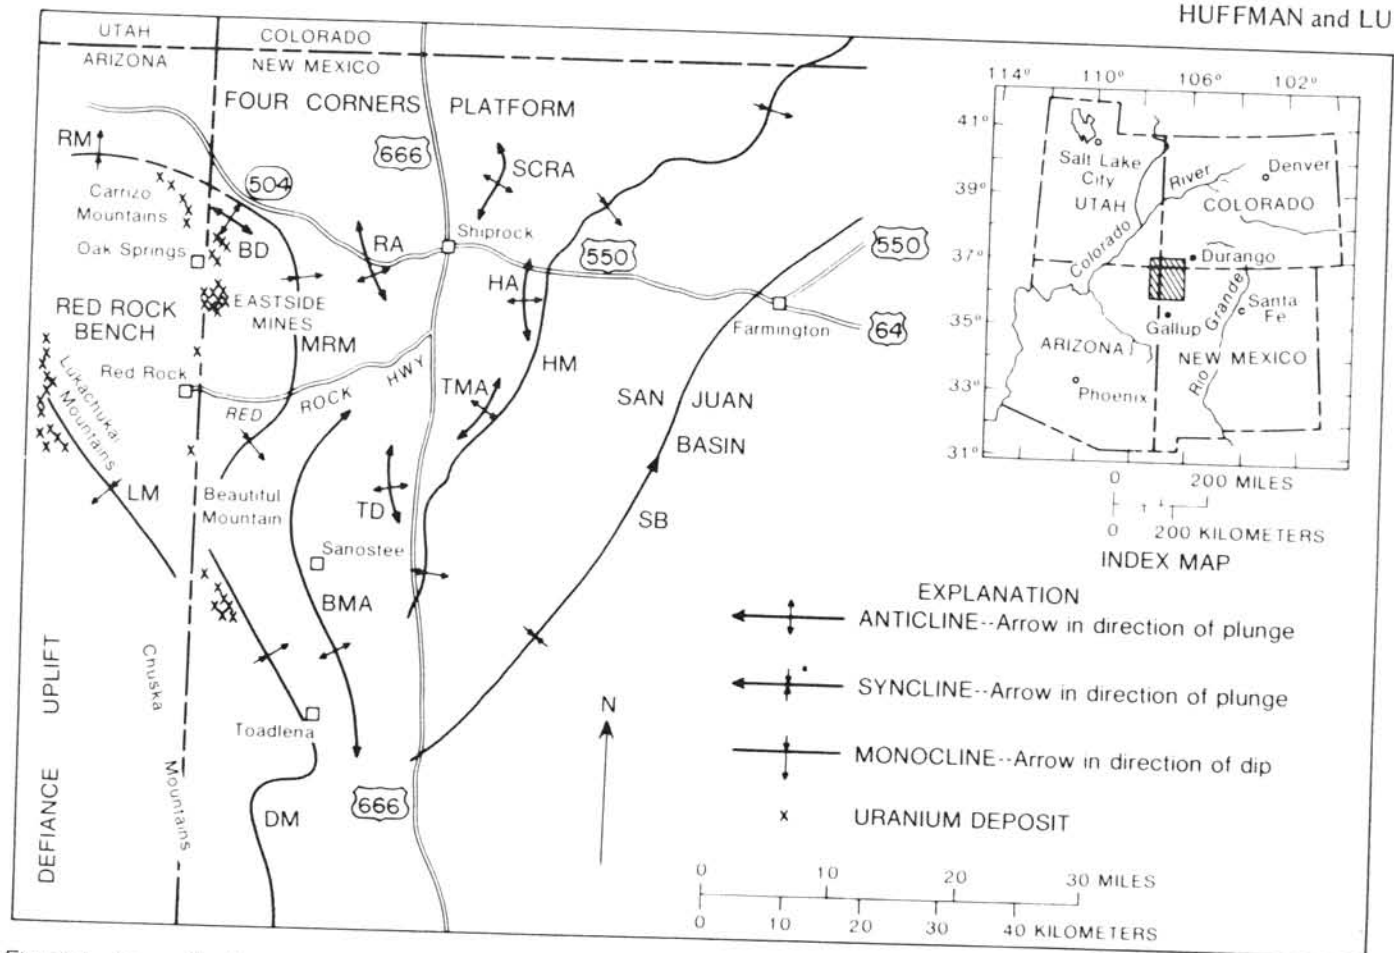 HUFFMAN and LU
UTAH
COLORADO
ARIZONA
NEW MEXICO
FOUR CORNERS PLATFORM
RM
666
SCRA
504
Carrizo
Mountains
Shiprock
Oak Springs
BD
RA
550
550
HA
RED ROCK
BENCH
EASTSIDE
MINES
Farmington
64
MRM
HM
Red Rock
TMA
RED ROCK HWY
SAN JUAN
BASIN
Lukachukai
Mountains
LM
Beautiful
Mountain
TD
SB
Sanostee
BMA
DEFIANCE UPLIFT
Chuska
Mountains
Toadlena
DM
666
N
114° 110° 106° 102°
41°
39°
37°
35°
33°
31°
Salt Lake
City
UTAH
Colorado River
Denver
COLORADO
Durango
Rio Grande
Santa
Fe
Gallup
ARIZONA
NEW MEXICO
Phoenix
0 200 MILES
0 200 KILOMETERS
INDEX MAP
EXPLANATION
ANTICLINE--Arrow in direction of plunge
SYNCLINE--Arrow in direction of plunge
MONOCLINE--Arrow in direction of dip
x URANIUM DEPOSIT
0 10 20 30 MILES
0 10 20 30 40 KILOMETERS